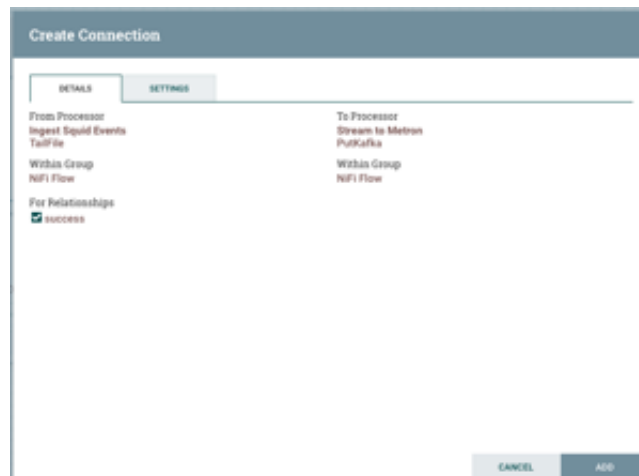 Create Connection
DETAILS
SETTINGS
From Processor
Ingest Squid Events
TailFile
Within Group
NiFi Flow
For Relationships
success
To Processor
Stream to Metron
PutKafka
Within Group
NiFi Flow
CANCEL
ADD